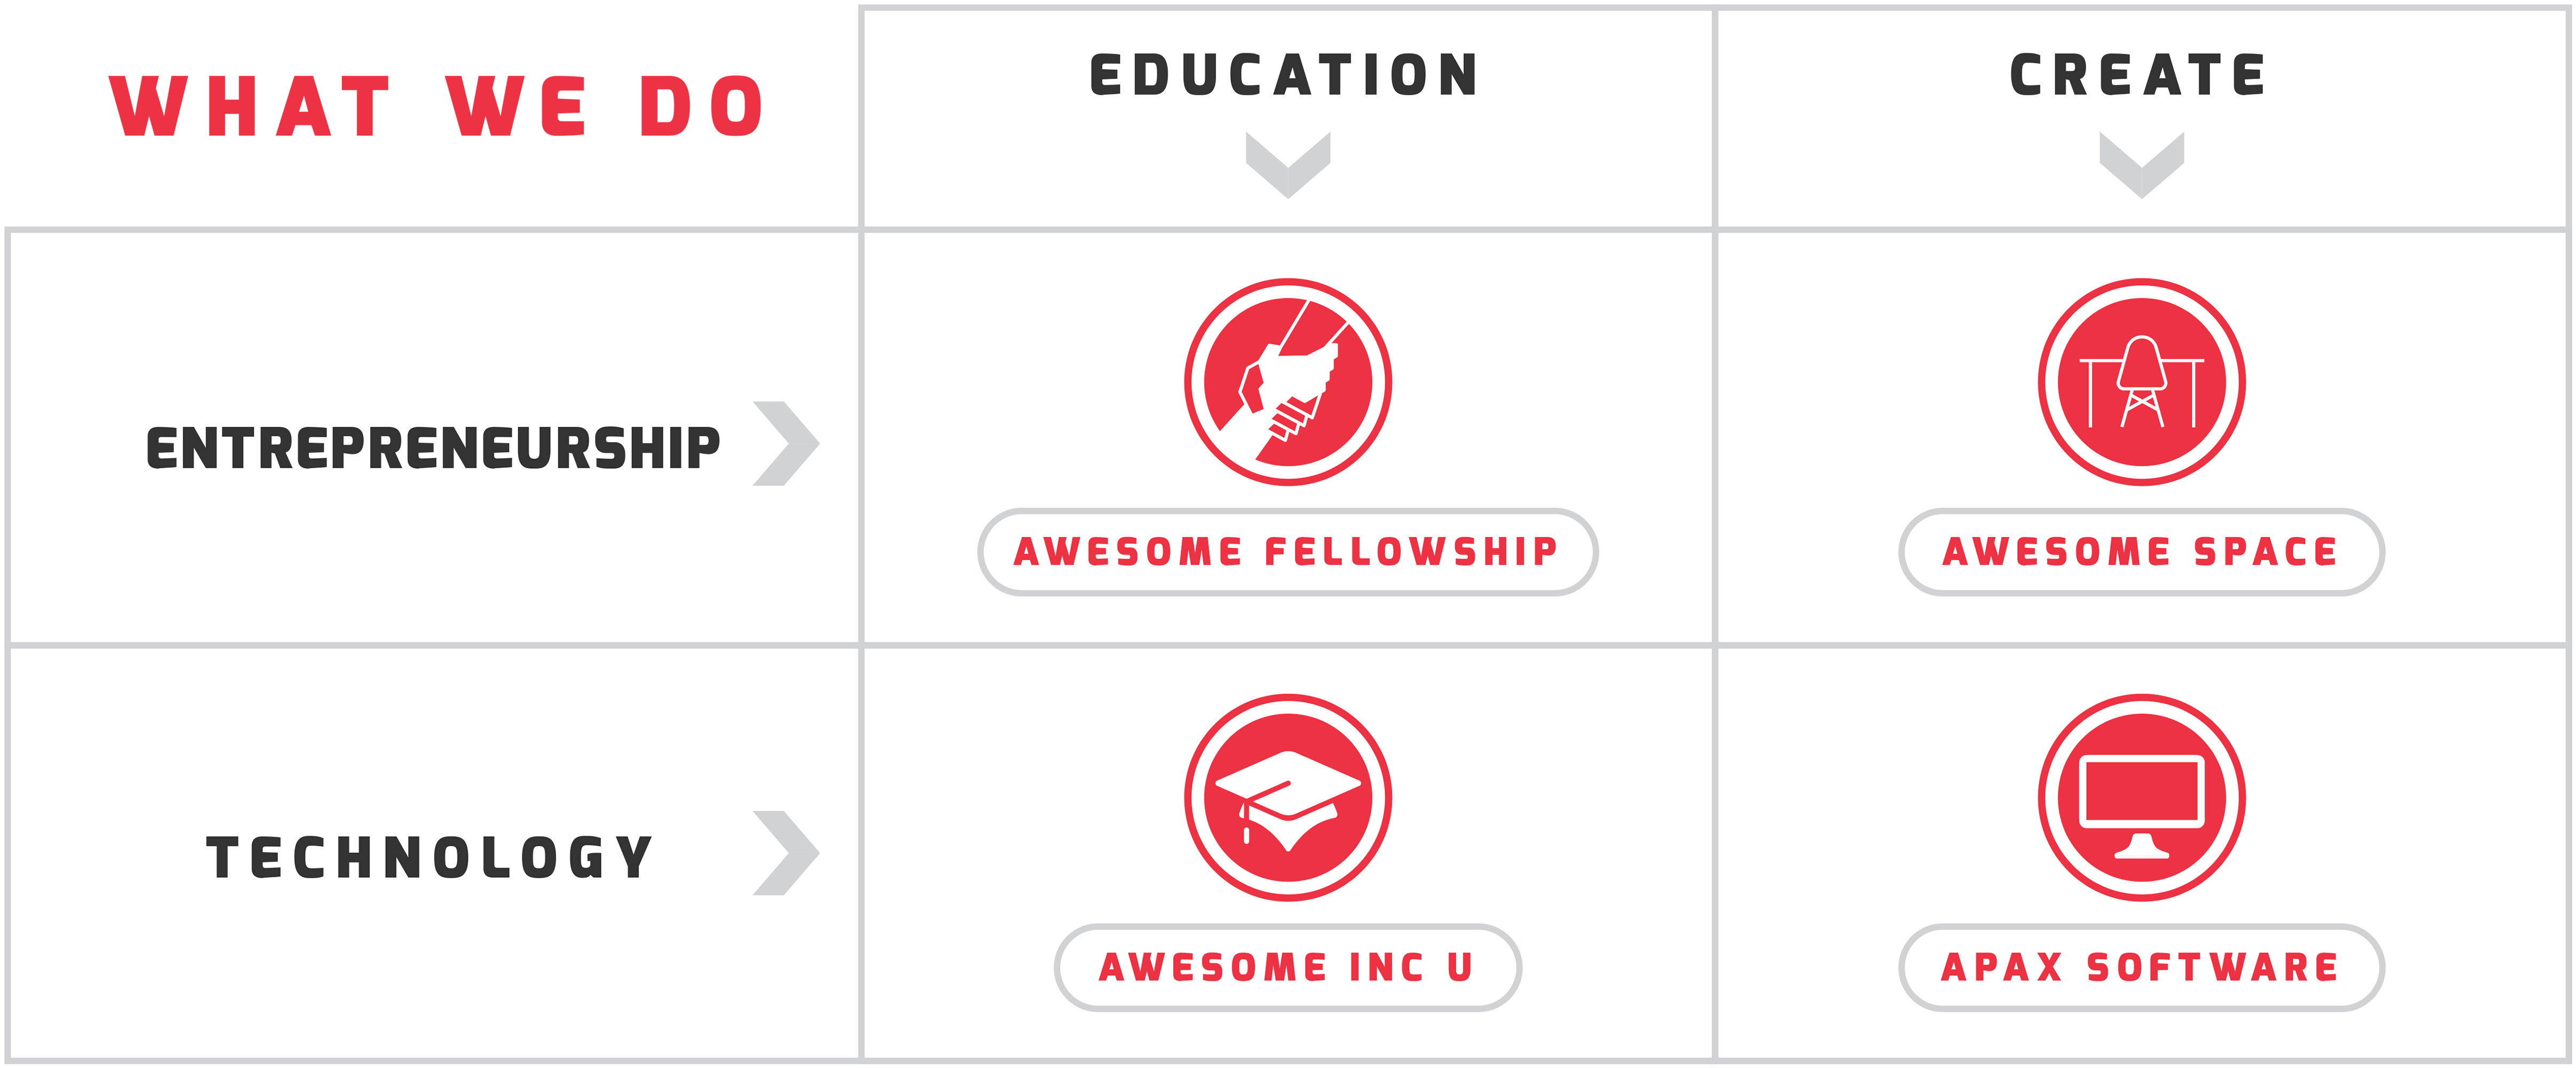 WHAT WE DO
EDUCATION
CREATE
ENTREPRENEURSHIP
AWESOME FELLOWSHIP
AWESOME SPACE
TECHNOLOGY
AWESOME INC U
APAX SOFTWARE